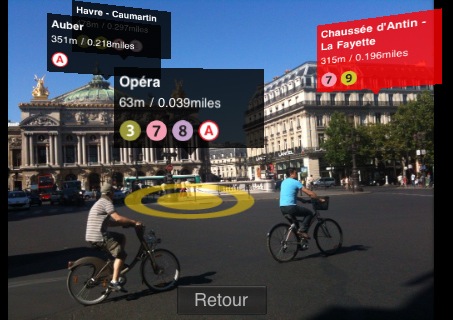 Havre - Caumartin
Auber
351m / 0.218miles
A
Opéra
63m / 0.039miles
3 7 8 A
Chaussée d'Antin -
La Fayette
315m / 0.196miles
7 9
Retour